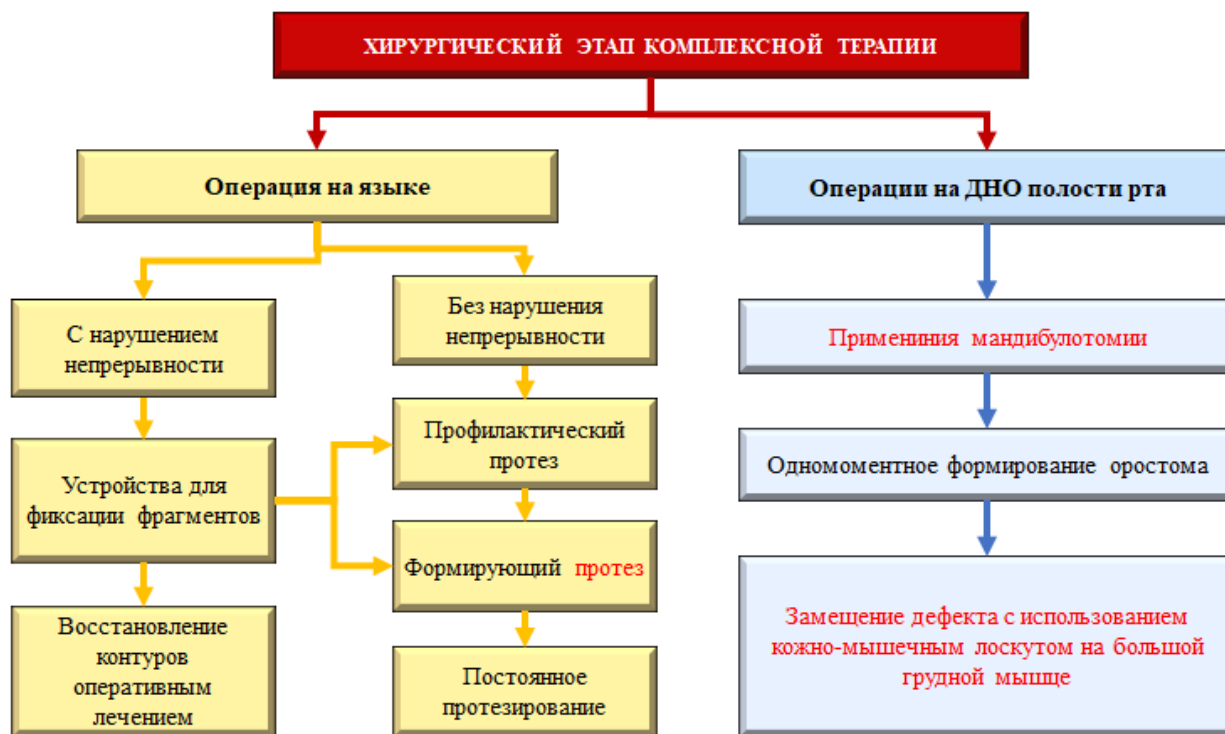 ХИРУРГИЧЕСКИЙ ЭТАП КОМПЛЕКСНОЙ ТЕРАПИИ
Операция на языке
Операции на ДНО полости рта
С нарушением
непрерывности
Без нарушения
непрерывности
Применения мандибулотомии
Устройства для
фиксации фрагментов
Профилактический
протез
Одномоментное формирование оростома
Формирующий протез
Восстановление
контуров
оперативным
лечением
Постоянное
протезирование
Замещение дефекта с использованием
кожно-мышечным лоскутом на большой
грудной мышце